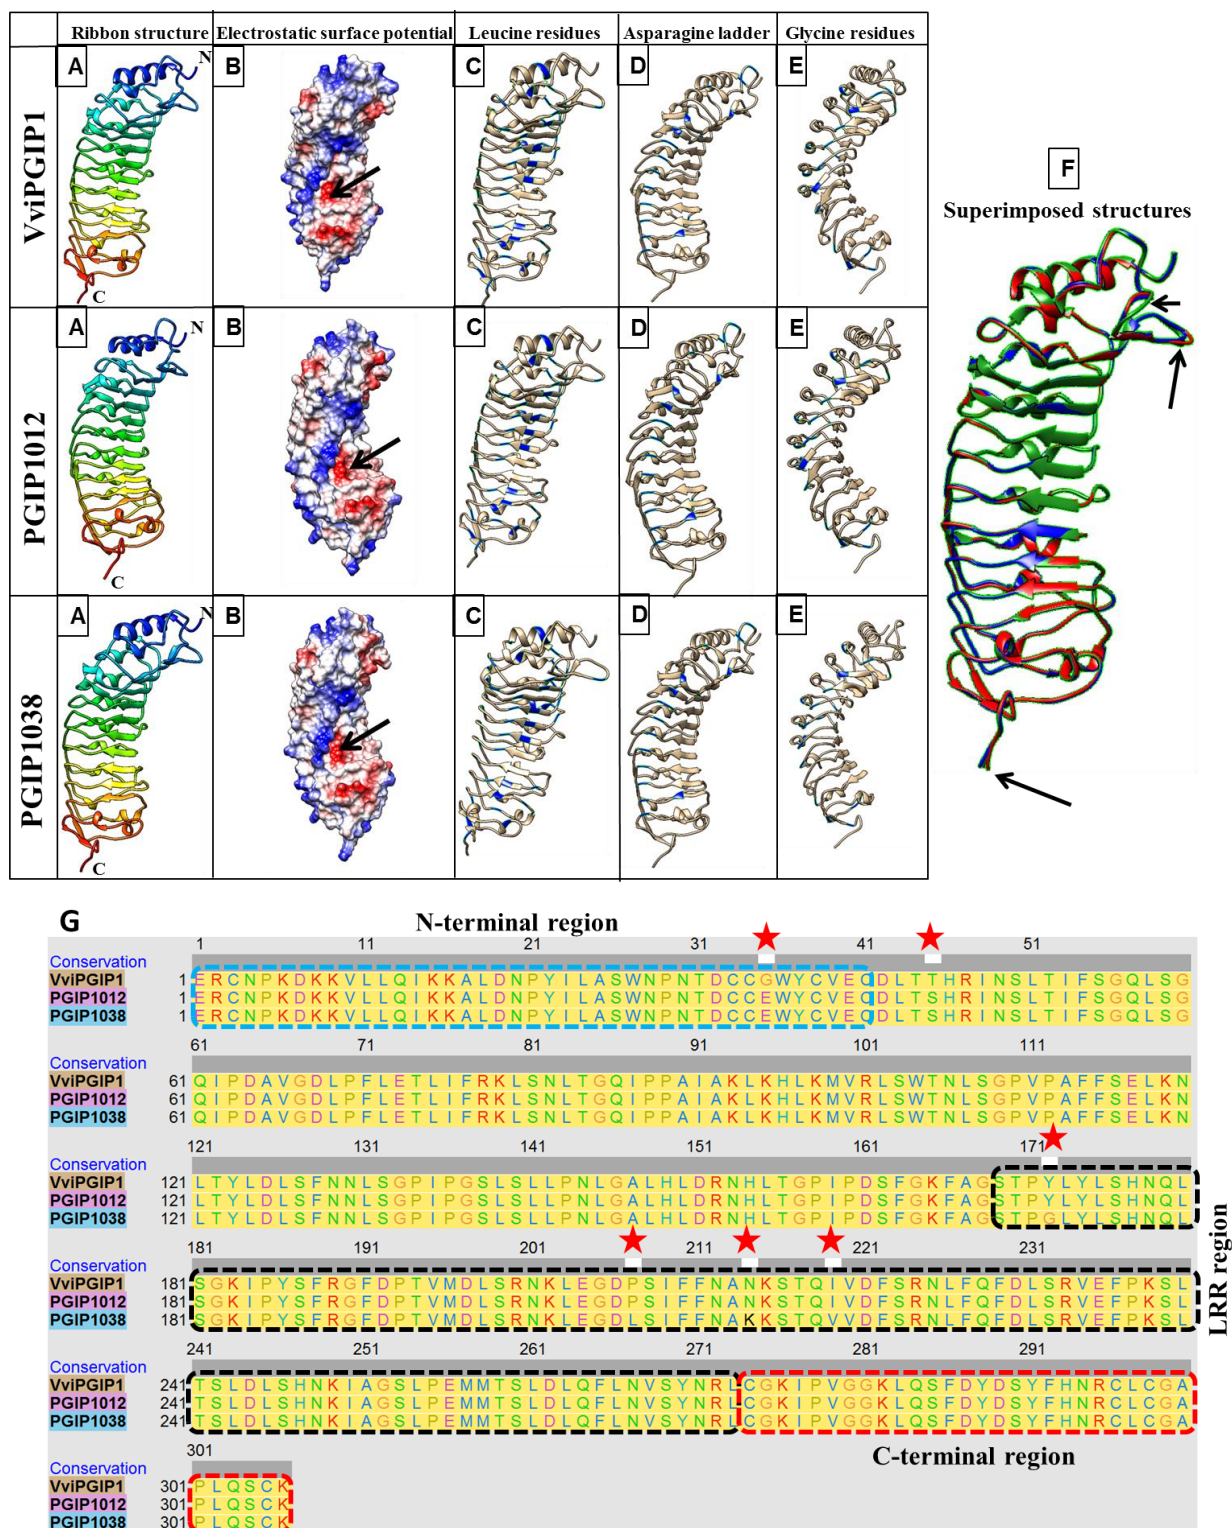 Ribbon structure Electrostatic surface potential Leucine residues Asparagine ladder Glycine residues
VviPGIP1
A N C B C D E
PGIP1012
A N C B C D E
PGIP1038
A N C B C D E
F
Superimposed structures
G N-terminal region
1 11 21 31 41 51
Conservation
VviPGIP1 1 ERCNPKDKKVLLQIKKALDNPYILASWNPNTDCCGWYCVECDLTTHRINSLTIFSGQLSG
PGIP1012 1 ERCNPKDKKVLLQIKKALDNPYILASWNPNTDCCEWYCVECDLTSHRINSLTIFSGQLSG
PGIP1038 1 ERCNPKDKKVLLQIKKALDNPYILASWNPNTDCCEWYCVECDLTSHRINSLTIFSGQLSG
61 71 81 91 101 111
Conservation
VviPGIP1 61 QIPDAVGDLPFLETLIFRKLSNLTGQIPPAIAKLKHLKMVRLSWTNLSGPVPAFFSELKN
PGIP1012 61 QIPDAVGDLPFLETLIFRKLSNLTGQIPPAIAKLKHLKMVRLSWTNLSGPVPAFFSELKN
PGIP1038 61 QIPDAVGDLPFLETLIFRKLSNLTGQIPPAIAKLKHLKMVRLSWTNLSGPVPAFFSELKN
121 131 141 151 161 171
Conservation
VviPGIP1 121 LTYLDLSFNNLSGPIPGSLSLLPNLGALHLDRNHLTGPIPDSFGKFAGSTPYLYLSHNQL
PGIP1012 121 LTYLDLSFNNLSGPIPGSLSLLPNLGALHLDRNHLTGPIPDSFGKFAGSTPYLYLSHNQL
PGIP1038 121 LTYLDLSFNNLSGPIPGSLSLLPNLGALHLDRNHLTGPIPDSFGKFAGSTPGLYLSHNQL
181 191 201 211 221 231
Conservation
VviPGIP1 181 SGKIPYSFRGFDPTVMDLSRNKLEGDPSIFFNANKSTQIVDFSRNLFQFDLSRVEFPKSL
PGIP1012 181 SGKIPYSFRGFDPTVMDLSRNKLEGDPSIFFNANKSTQIVDFSRNLFQFDLSRVEFPKSL
PGIP1038 181 SGKIPYSFRGFDPTVMDLSRNKLEGDLSIFFNAKKSTQVVDFSRNLFQFDLSRVEFPKSL
LRR region
241 251 261 271 281 291
Conservation
VviPGIP1 241 TSLDLSHNKIAGSLPEMMTSLDLQFLNVSYNRLCGKIPVGGKLQSFDYDSYFHNRCLCGA
PGIP1012 241 TSLDLSHNKIAGSLPEMMTSLDLQFLNVSYNRLCGKIPVGGKLQSFDYDSYFHNRCLCGA
PGIP1038 241 TSLDLSHNKIAGSLPEMMTSLDLQFLNVSYNRLCGKIPVGGKLQSFDYDSYFHNRCLCGA
C-terminal region
301
Conservation
VviPGIP1 301 PLQSCK
PGIP1012 301 PLQSCK
PGIP1038 301 PLQSCK